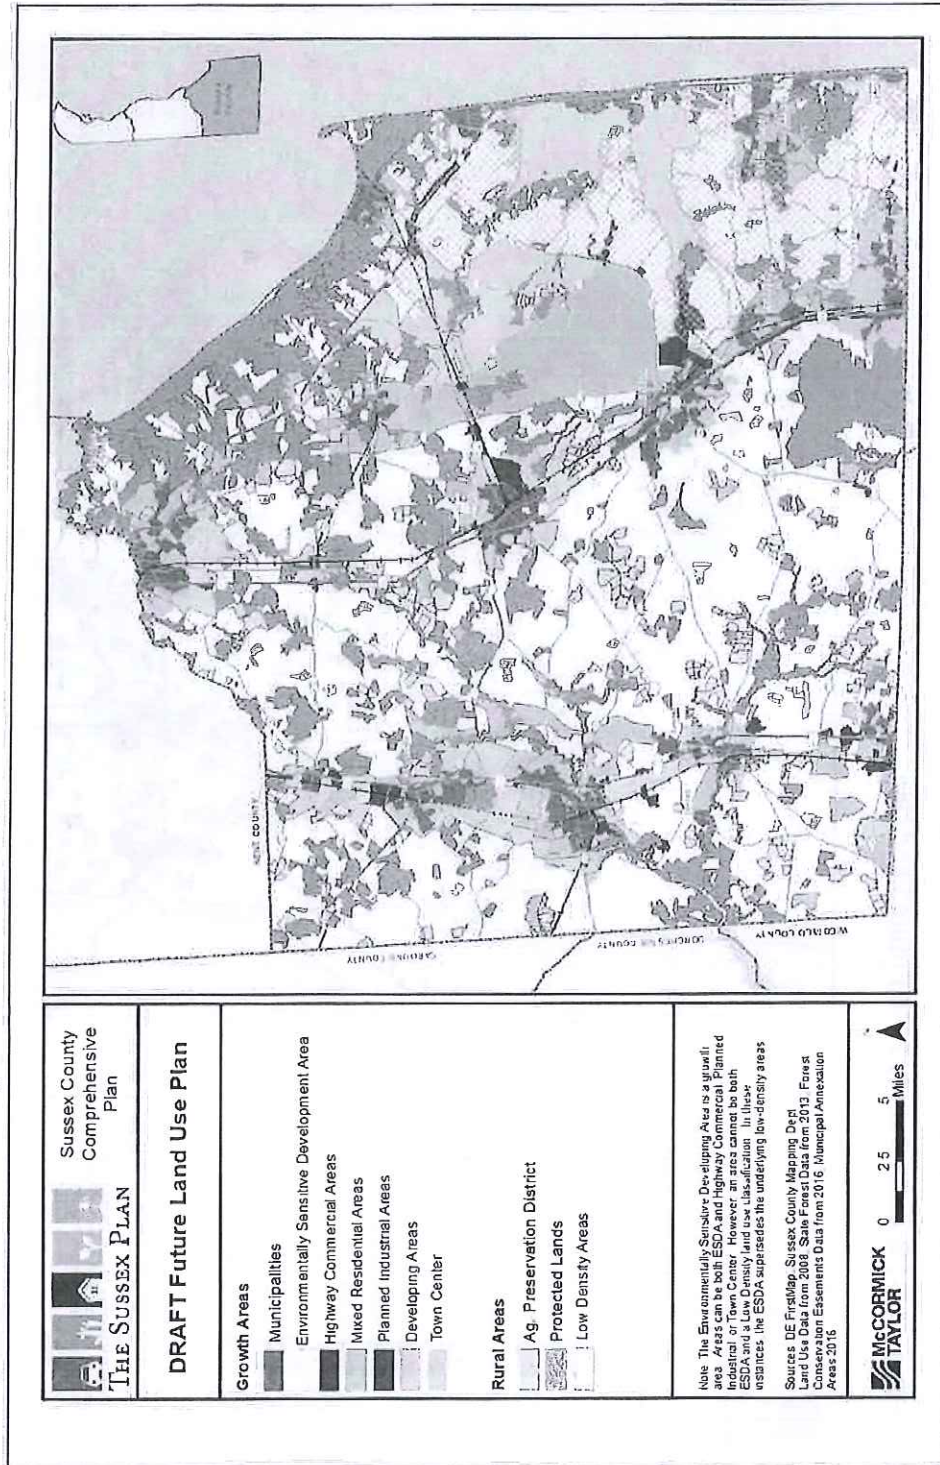 Sussex County
Comprehensive
Plan
THE SUSSEX PLAN
DRAFT Future Land Use Plan
Growth Areas
Municipalities
Environmentally Sensitive Development Area
Highway Commercial Areas
Mixed Residential Areas
Planned Industrial Areas
Developing Areas
Town Center
Rural Areas
Ag. Preservation District
Protected Lands
Low Density Areas
Note The Environmentally Sensitive Developing Area is a growth
area Areas can be both ESDA and Highway Commercial Planned
Industrial or Town Center However an area cannot be both
ESDA and a Low Density land use classification In these
instances the ESDA supersedes the underlying low-density areas
Sources DE FirstMap, Sussex County Mapping Dept
Land Use Data from 2008, State Forest Data from 2013, Forest
Conservation Easements Data from 2016 Municipal Annexation
Areas 2016
McCORMICK
TAYLOR
0 2.5 5
Miles
KENT COUNTY
CAROLINE COUNTY
DORCHESTER COUNTY
WICOMICO COUNTY